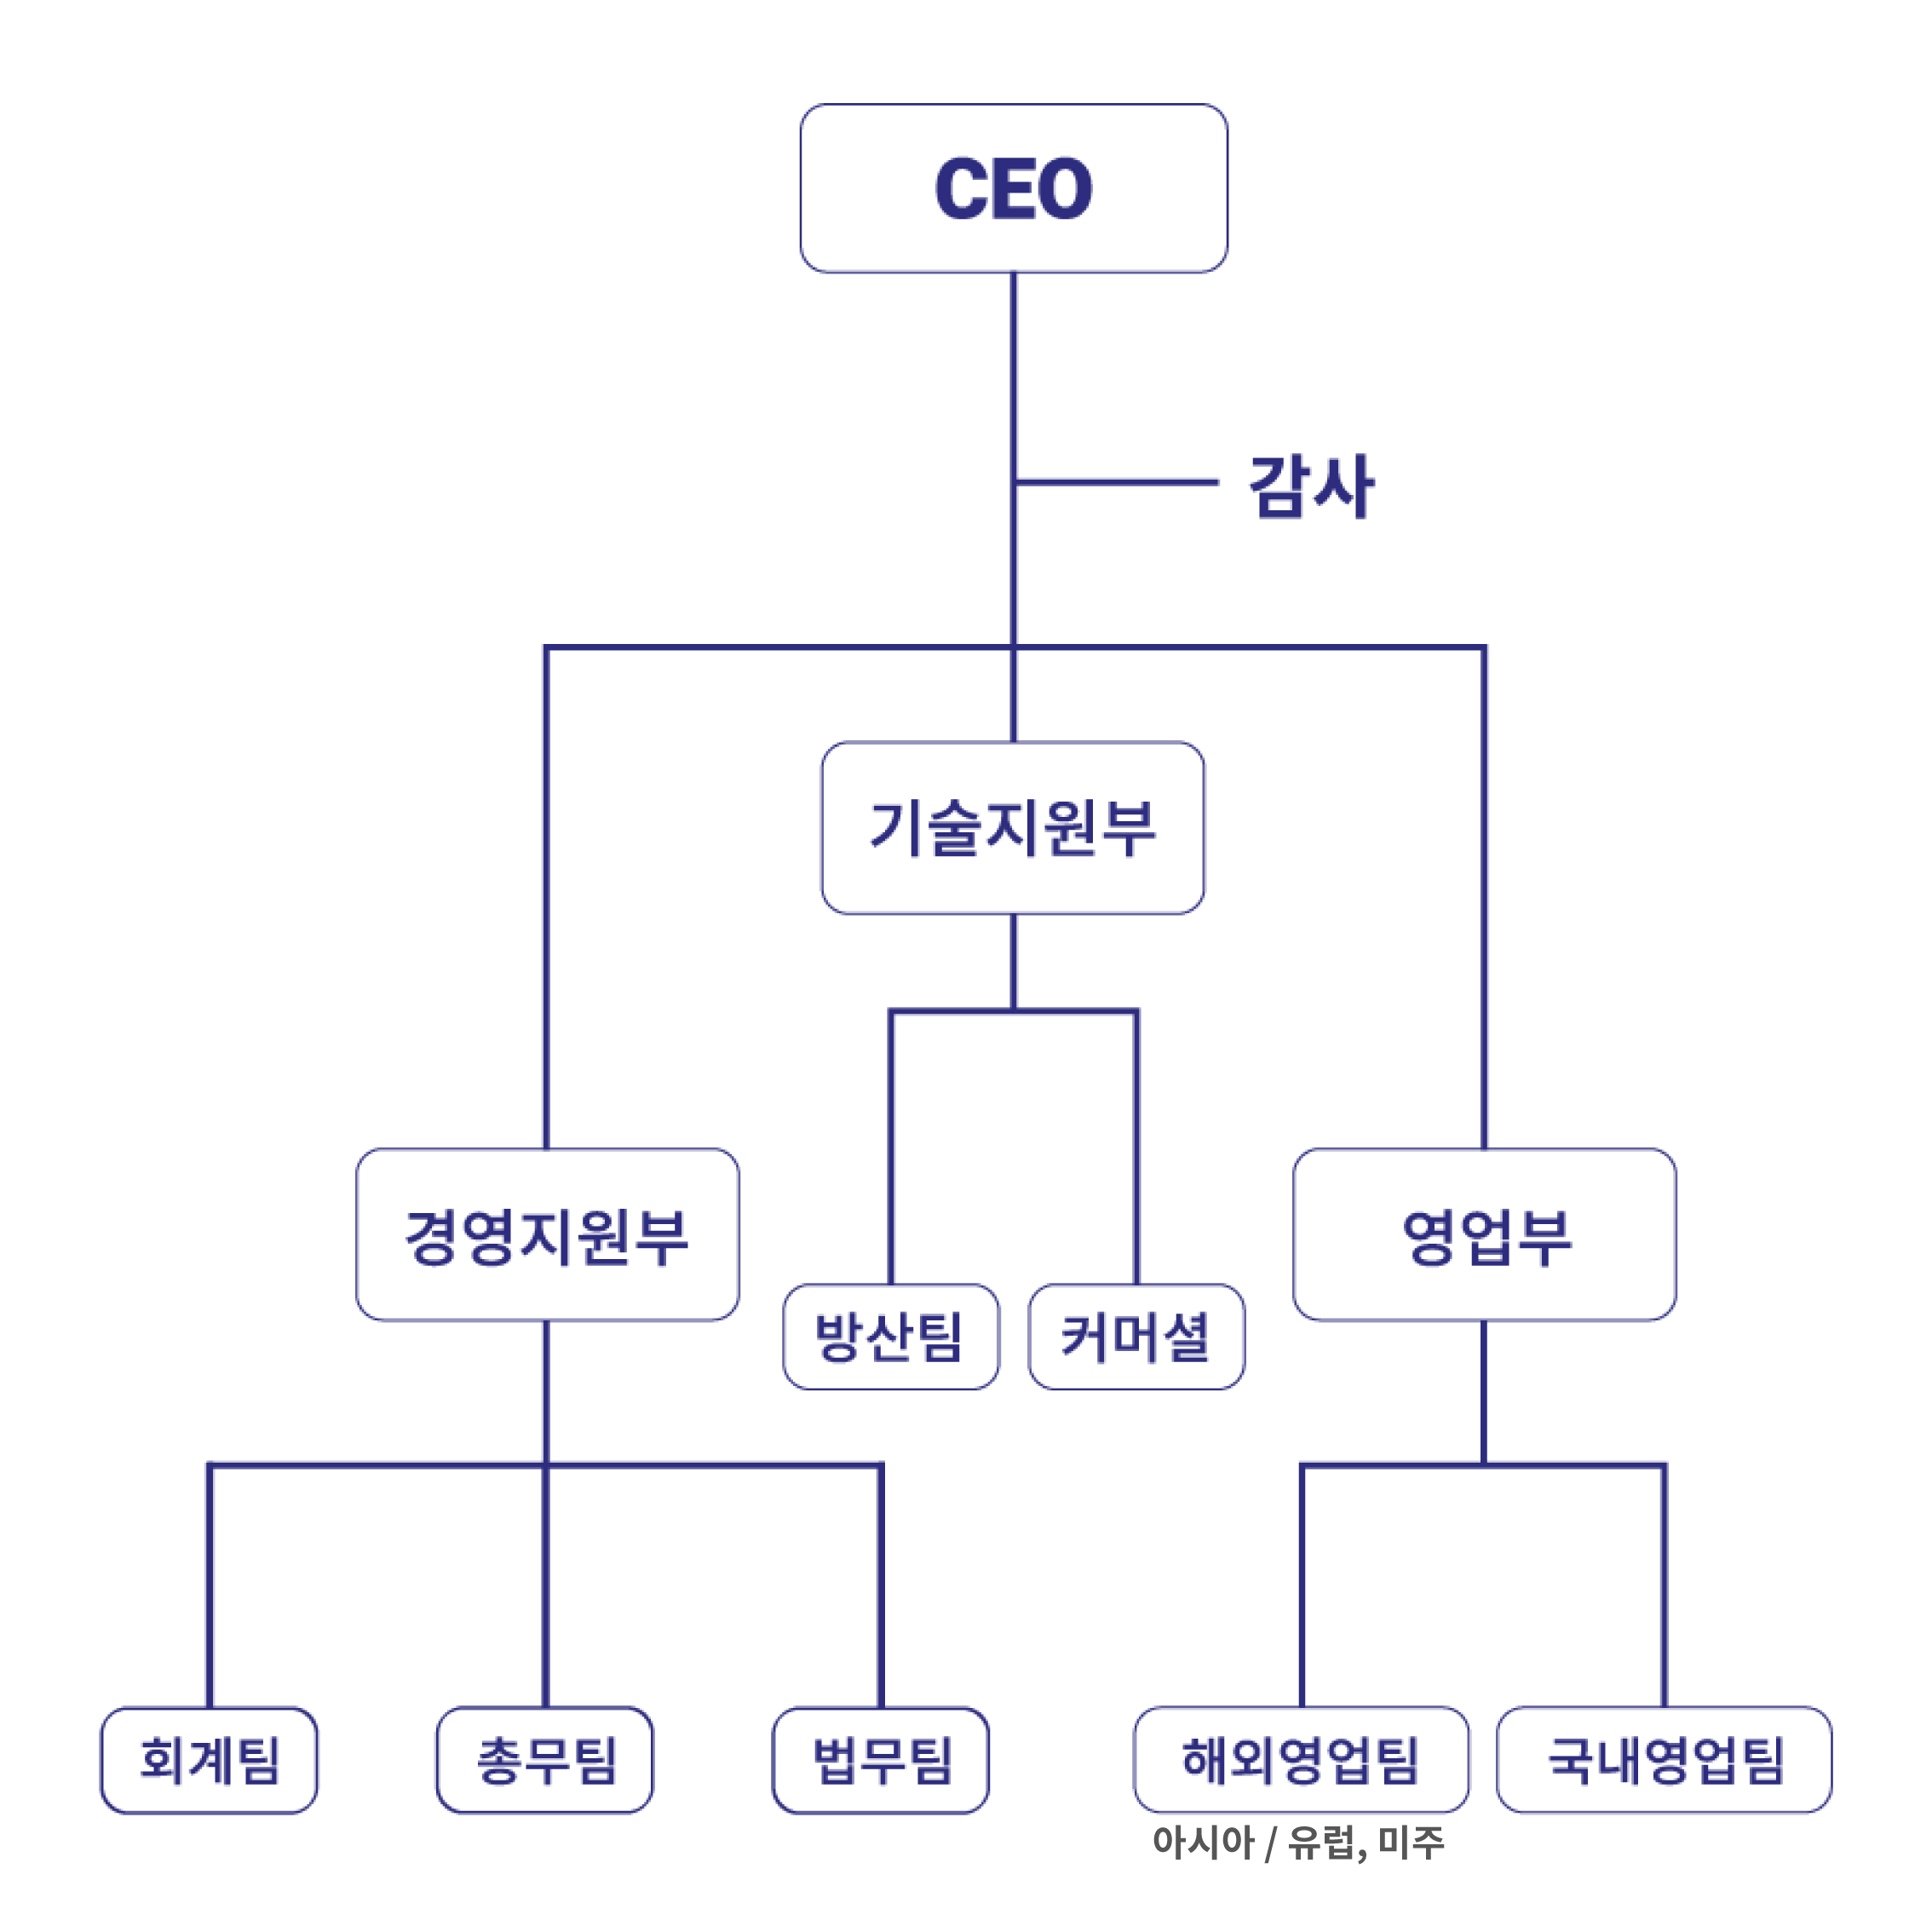 CEO
감사
기술지원부
경영지원부
영업부
방산팀
커머셜
회계팀
총무팀
법무팀
해외영업팀
국내영업팀
아시아 / 유럽, 미주